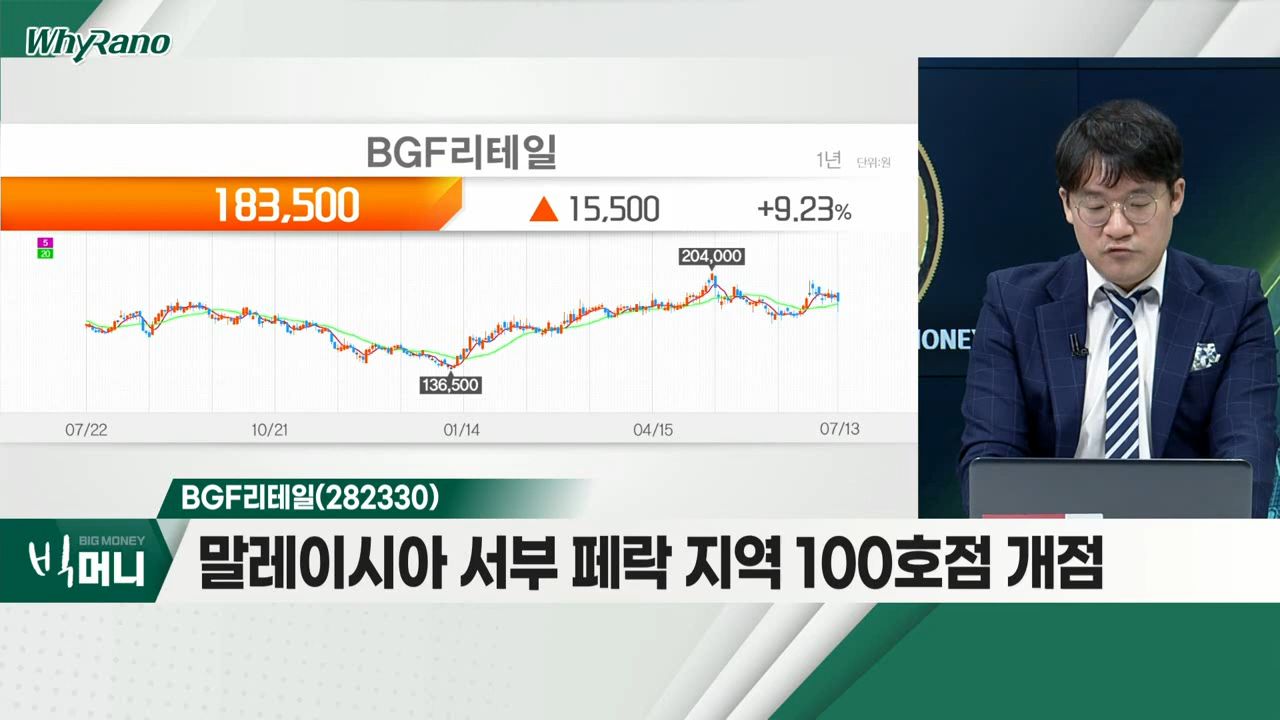 WhyRano
BGF리테일
1년 단위:원
183,500 ▲ 15,500 +9.23%
5
20
204,000
136,500
07/22 10/21 01/14 04/15 07/13
MONEY
BGF리테일(282330)
BIG MONEY
빅머니
말레이시아 서부 페락 지역 100호점 개점